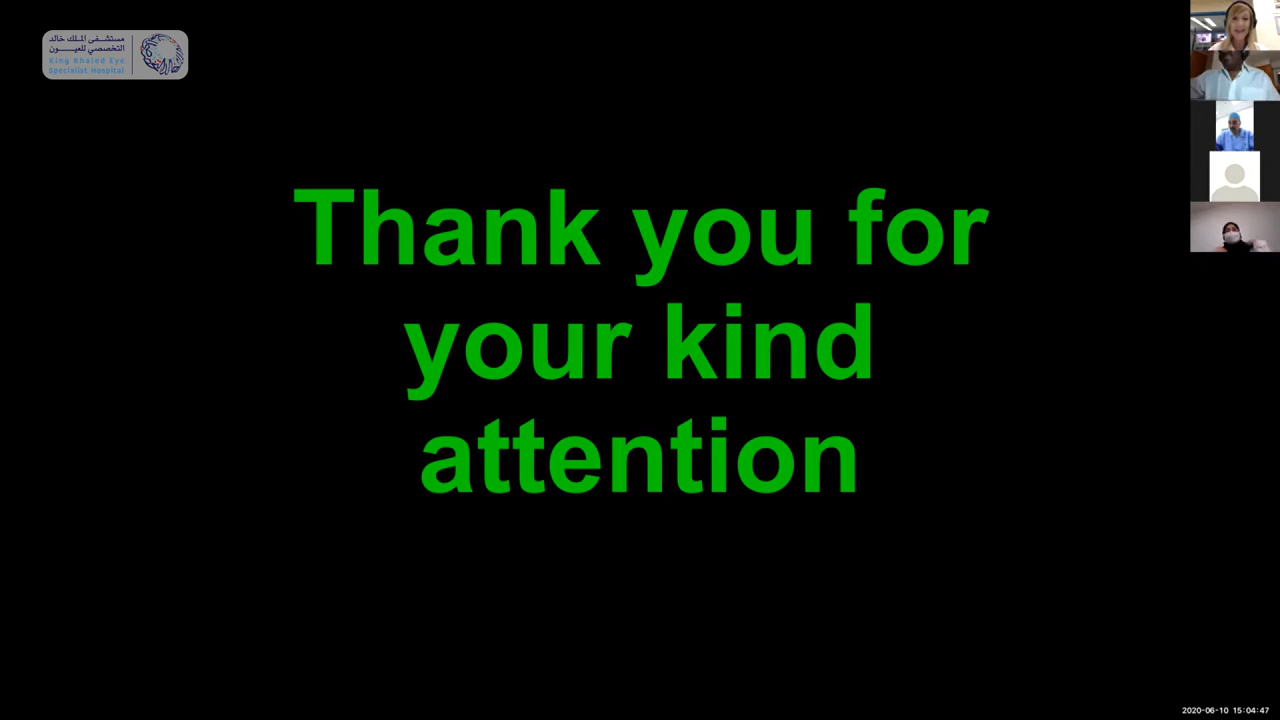 مستشفى الملك خالد
التخصصي للعيون
King Khaled Eye
Specialist Hospital
Thank you for
your kind
attention
2020-06-10 15:04:47